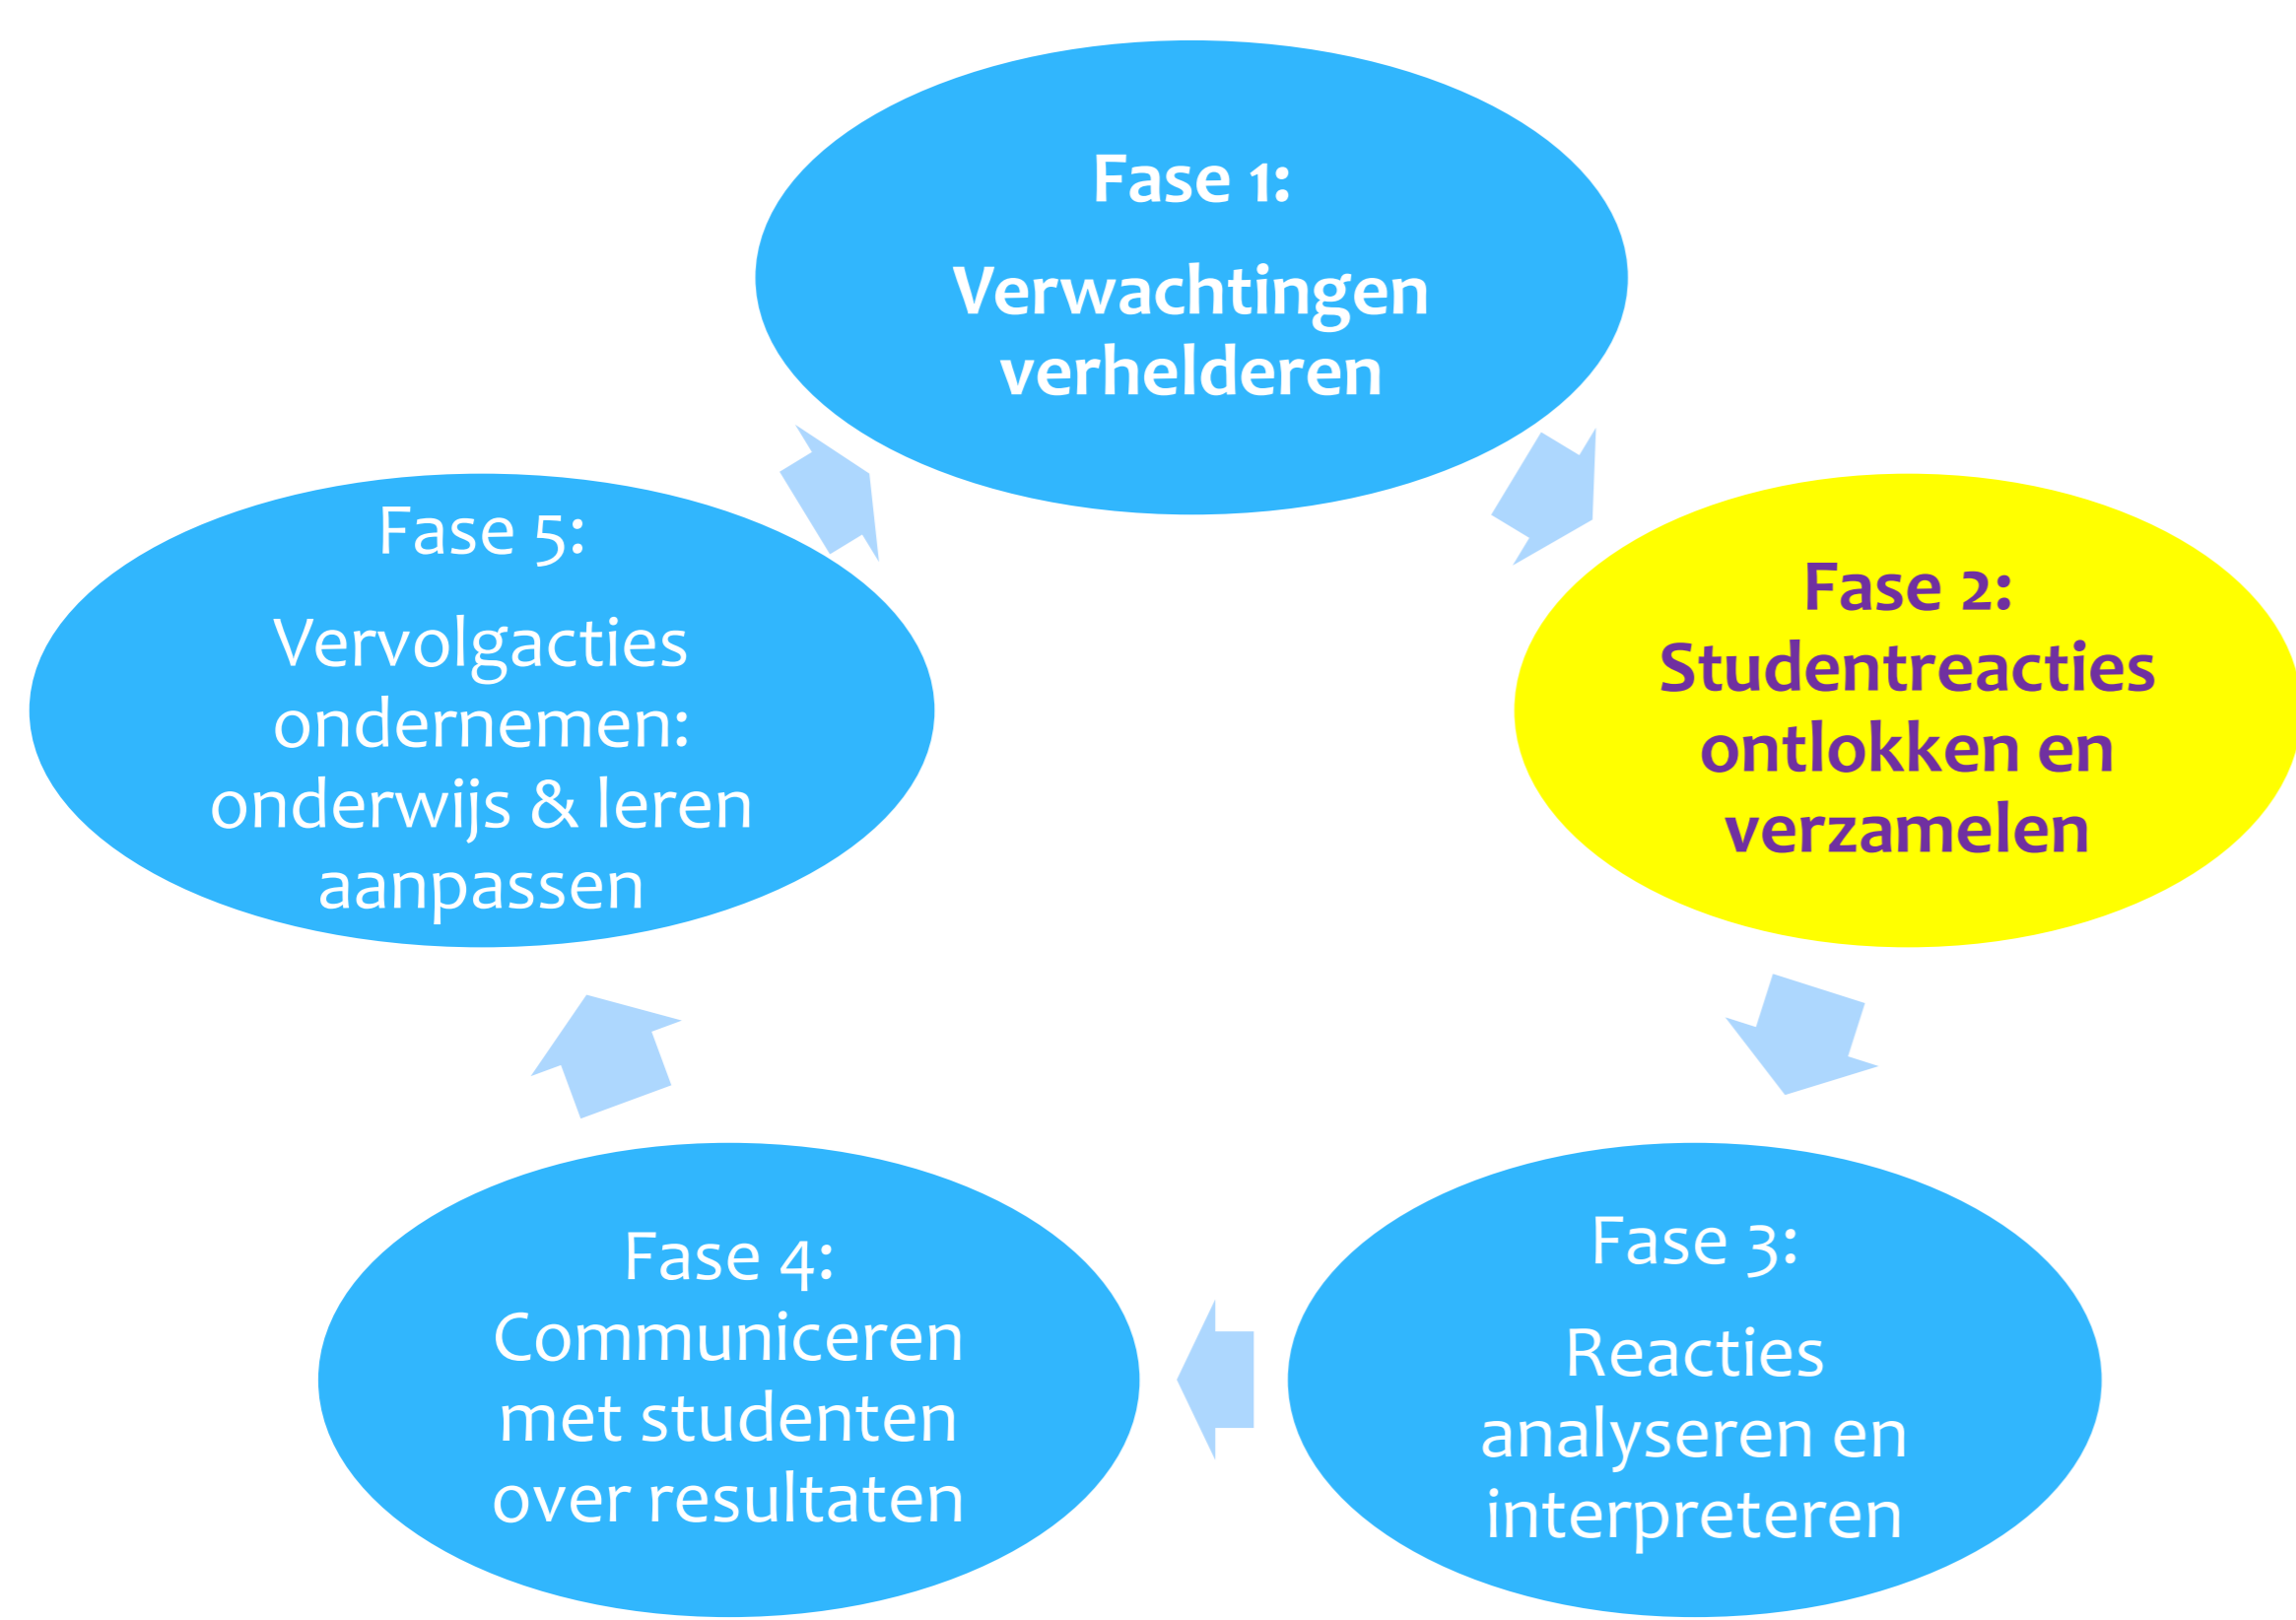 Fase 1:
Verwachtingen
verhelderen
Fase 2:
Studentreacties
ontlokken en
verzamelen
Fase 3:
Reacties
analyseren en
interpreteren
Fase 4:
Communiceren
met studenten
over resultaten
Fase 5:
Vervolgacties
ondernemen:
onderwijs & leren
aanpassen